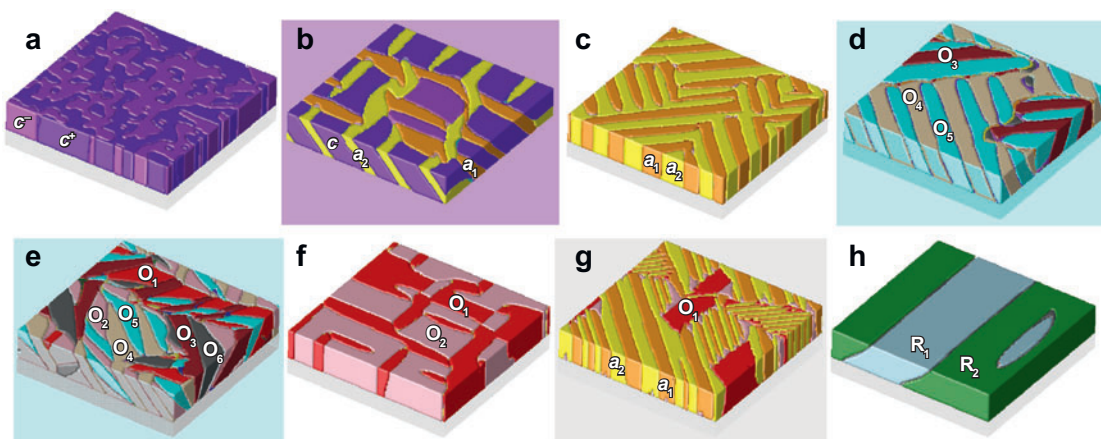 a
c⁻
c⁺
b
c
a₂
a₁
c
a₁
a₂
d
O₃
O₄
O₅
e
O₁
O₂
O₅
O₄
O₃
O₆
f
O₁
O₂
g
O₁
a₂
a₁
h
R₁
R₂